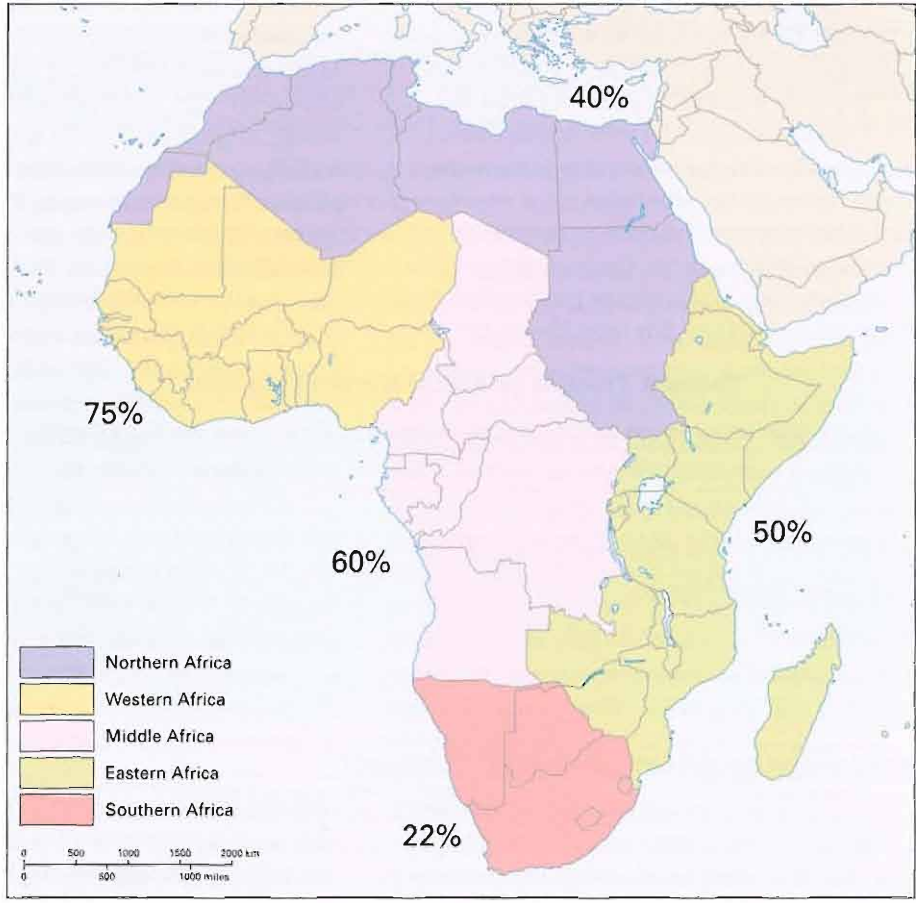 40%
75%
50%
60%
Northern Africa
Western Africa
Middle Africa
Eastern Africa
Southern Africa
22%
0 500 1000 1500 2000 km
0 500 1000 miles